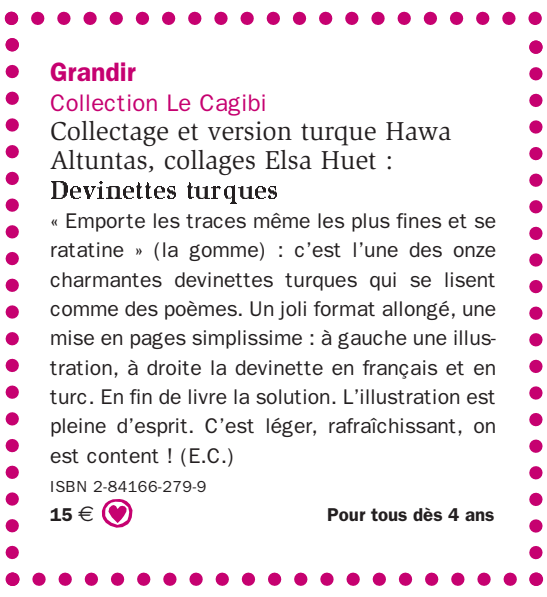 Grandir
Collection Le Cagibi
Collectage et version turque Hawa
Altuntas, collages Elsa Huet :
Devinettes turques
« Emporte les traces même les plus fines et se
ratatine » (la gomme) : c’est l’une des onze
charmantes devinettes turques qui se lisent
comme des poèmes. Un joli format allongé, une
mise en pages simplissime : à gauche une illus-
tration, à droite la devinette en français et en
turc. En fin de livre la solution. L’illustration est
pleine d’esprit. C’est léger, rafraîchissant, on
est content ! (E.C.)
ISBN 2-84166-279-9
15 € Pour tous dès 4 ans